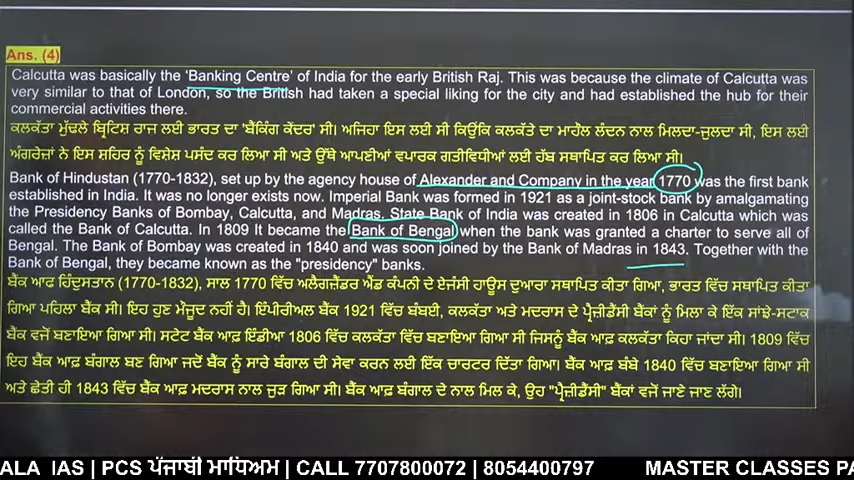 Ans. (4)
Calcutta was basically the 'Banking Centre' of India for the early British Raj. This was because the climate of Calcutta was
very similar to that of London, so the British had taken a special liking for the city and had established the hub for their
commercial activities there.
ਕਲਕੱਤਾ ਮੁੱਢਲੇ ਬ੍ਰਿਟਿਸ਼ ਰਾਜ ਲਈ ਭਾਰਤ ਦਾ 'ਬੈਂਕਿੰਗ ਕੇਂਦਰ' ਸੀ। ਅਜਿਹਾ ਇਸ ਲਈ ਸੀ ਕਿਉਂਕਿ ਕਲਕੱਤੇ ਦਾ ਮਾਹੌਲ ਲੰਦਨ ਨਾਲ ਮਿਲਦਾ-ਜੁਲਦਾ ਸੀ, ਇਸ ਲਈ
ਅੰਗਰੇਜ਼ਾਂ ਨੇ ਇਸ ਸ਼ਹਿਰ ਨੂੰ ਵਿਸ਼ੇਸ਼ ਪਸੰਦ ਕਰ ਲਿਆ ਸੀ ਅਤੇ ਉੱਥੇ ਆਪਣੀਆਂ ਵਪਾਰਕ ਗਤੀਵਿਧੀਆਂ ਲਈ ਹੱਬ ਸਥਾਪਿਤ ਕਰ ਲਿਆ ਸੀ।
Bank of Hindustan (1770-1832), set up by the agency house of Alexander and Company in the year 1770 was the first bank
established in India. It was no longer exists now. Imperial Bank was formed in 1921 as a joint-stock bank by amalgamating
the Presidency Banks of Bombay, Calcutta, and Madras. State Bank of India was created in 1806 in Calcutta which was
called the Bank of Calcutta. In 1809 It became the Bank of Bengal when the bank was granted a charter to serve all of
Bengal. The Bank of Bombay was created in 1840 and was soon joined by the Bank of Madras in 1843. Together with the
Bank of Bengal, they became known as the "presidency" banks.
ਬੈਂਕ ਆਫ ਹਿੰਦੁਸਤਾਨ (1770-1832), ਸਾਲ 1770 ਵਿੱਚ ਅਲੈਗਜ਼ੈਂਡਰ ਐਂਡ ਕੰਪਨੀ ਦੇ ਏਜੰਸੀ ਹਾਊਸ ਦੁਆਰਾ ਸਥਾਪਿਤ ਕੀਤਾ ਗਿਆ, ਭਾਰਤ ਵਿੱਚ ਸਥਾਪਿਤ ਕੀਤਾ
ਗਿਆ ਪਹਿਲਾ ਬੈਂਕ ਸੀ। ਇਹ ਹੁਣ ਮੌਜੂਦ ਨਹੀਂ ਹੈ। ਇੰਪੀਰੀਅਲ ਬੈਂਕ 1921 ਵਿੱਚ ਬੰਬਈ, ਕਲਕੱਤਾ ਅਤੇ ਮਦਰਾਸ ਦੇ ਪ੍ਰੈਜ਼ੀਡੈਂਸੀ ਬੈਂਕਾਂ ਨੂੰ ਮਿਲਾ ਕੇ ਇੱਕ ਸਾਂਝੇ-ਸਟਾਕ
ਬੈਂਕ ਵਜੋਂ ਬਣਾਇਆ ਗਿਆ ਸੀ। ਸਟੇਟ ਬੈਂਕ ਆਫ਼ ਇੰਡੀਆ 1806 ਵਿੱਚ ਕਲਕੱਤਾ ਵਿੱਚ ਬਣਾਇਆ ਗਿਆ ਸੀ ਜਿਸਨੂੰ ਬੈਂਕ ਆਫ਼ ਕਲਕੱਤਾ ਕਿਹਾ ਜਾਂਦਾ ਸੀ। 1809 ਵਿੱਚ
ਇਹ ਬੈਂਕ ਆਫ਼ ਬੰਗਾਲ ਬਣ ਗਿਆ ਜਦੋਂ ਬੈਂਕ ਨੂੰ ਸਾਰੇ ਬੰਗਾਲ ਦੀ ਸੇਵਾ ਕਰਨ ਲਈ ਇੱਕ ਚਾਰਟਰ ਦਿੱਤਾ ਗਿਆ। ਬੈਂਕ ਆਫ਼ ਬੰਬੇ 1840 ਵਿੱਚ ਬਣਾਇਆ ਗਿਆ ਸੀ
ਅਤੇ ਛੇਤੀ ਹੀ 1843 ਵਿੱਚ ਬੈਂਕ ਆਫ਼ ਮਦਰਾਸ ਨਾਲ ਜੁੜ ਗਿਆ ਸੀ। ਬੈਂਕ ਆਫ਼ ਬੰਗਾਲ ਦੇ ਨਾਲ ਮਿਲ ਕੇ, ਉਹ "ਪ੍ਰੈਜ਼ੀਡੈਂਸੀ" ਬੈਂਕਾਂ ਵਜੋਂ ਜਾਣੇ ਜਾਣ ਲੱਗੇ।
ALA IAS | PCS ਪੰਜਾਬੀ ਮਾਧਿਅਮ | CALL 7707800072 | 8054400797 MASTER CLASSES PA